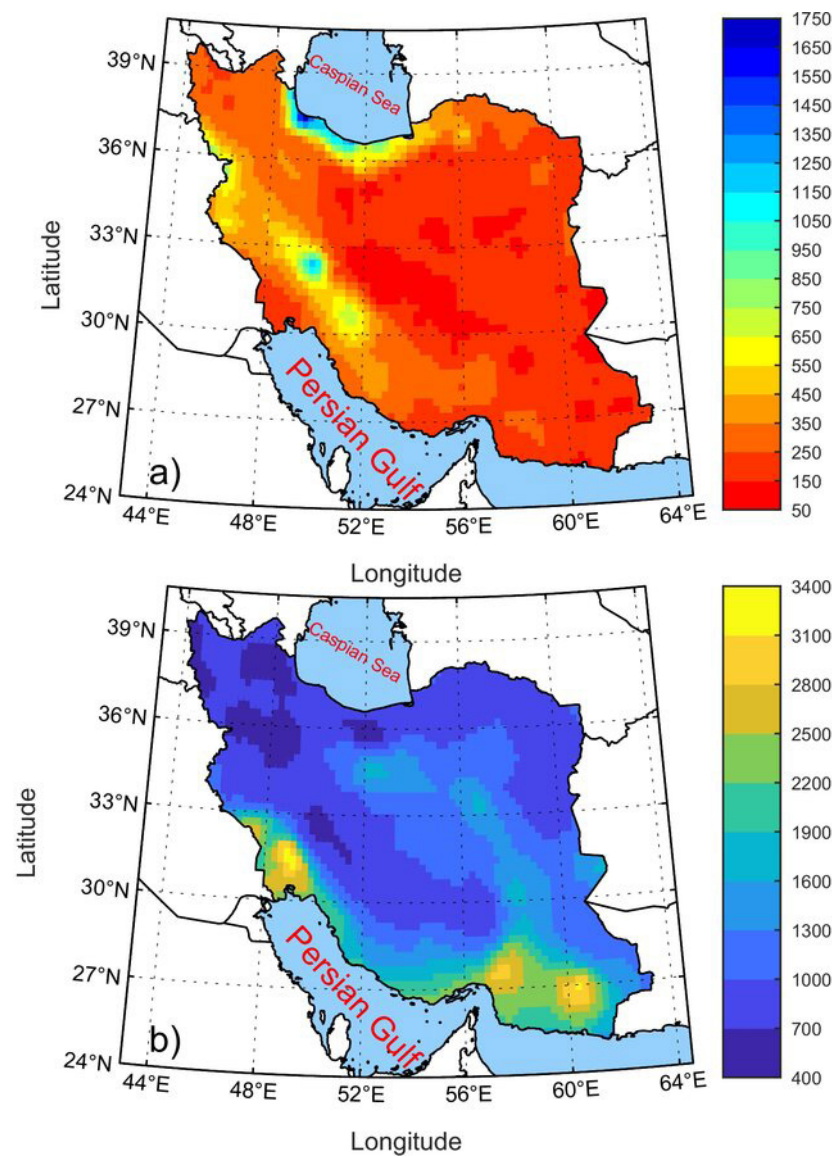 39°N
36°N
33°N
30°N
27°N
24°N
Latitude
Caspian Sea
Persian Gulf
a)
44°E
48°E
52°E
56°E
60°E
64°E
Longitude
1750
1650
1550
1450
1350
1250
1150
1050
950
850
750
650
550
450
350
250
150
50
39°N
36°N
33°N
30°N
27°N
24°N
Latitude
Caspian Sea
Persian Gulf
b)
44°E
48°E
52°E
56°E
60°E
64°E
Longitude
3400
3100
2800
2500
2200
1900
1600
1300
1000
700
400